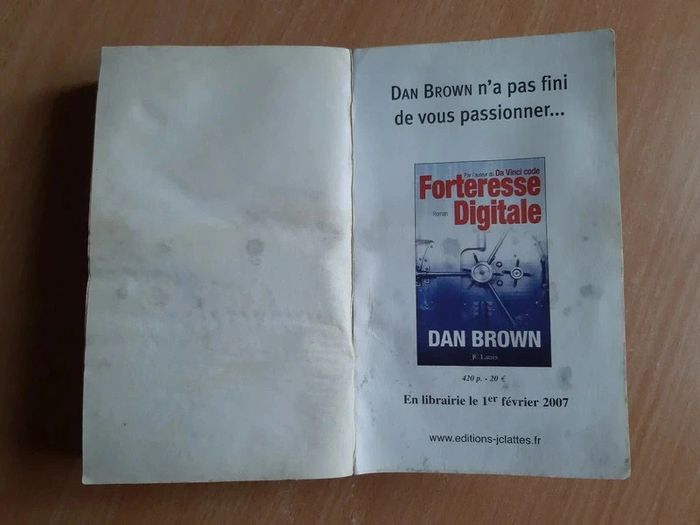 DAN BROWN n'a pas fini
de vous passionner...
Par l'auteur du Da Vinci code
Forteresse
Roman Digitale
DAN BROWN
JC Lattès
420 p. - 20 €
En librairie le 1er février 2007
www.editions-jclattes.fr